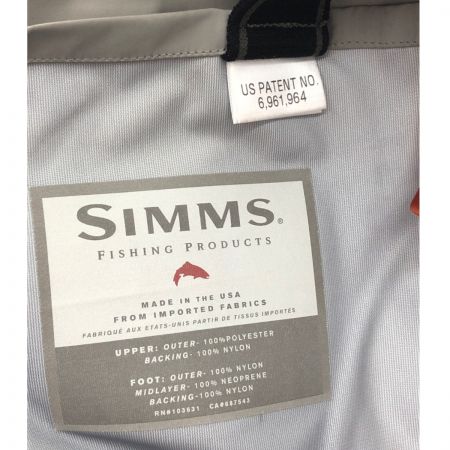 US PATENT NO.
6,961,964
SIMMS®
FISHING PRODUCTS
MADE IN THE USA
FROM IMPORTED FABRICS
FABRIQUÉ AUX ETATS-UNIS PARTIR DE TISSUS IMPORTÉS
UPPER: OUTER- 100%POLYESTER
BACKING- 100% NYLON
FOOT: OUTER- 100% NYLON
MIDLAYER- 100% NEOPRENE
BACKING- 100% NYLON
RN#103631 CA#687543